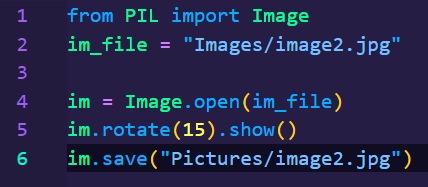 1 from PIL import Image
2 im_file = "Images/image2.jpg"
3
4 im = Image.open(im_file)
5 im.rotate(15).show()
6 im.save("Pictures/image2.jpg")